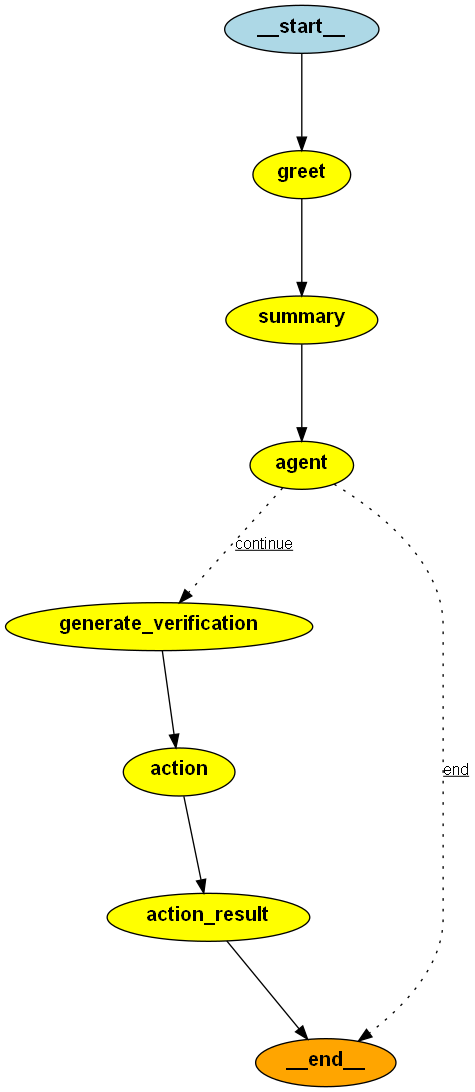 __start__
greet
summary
agent
continue
generate_verification
action
end
action_result
__end__